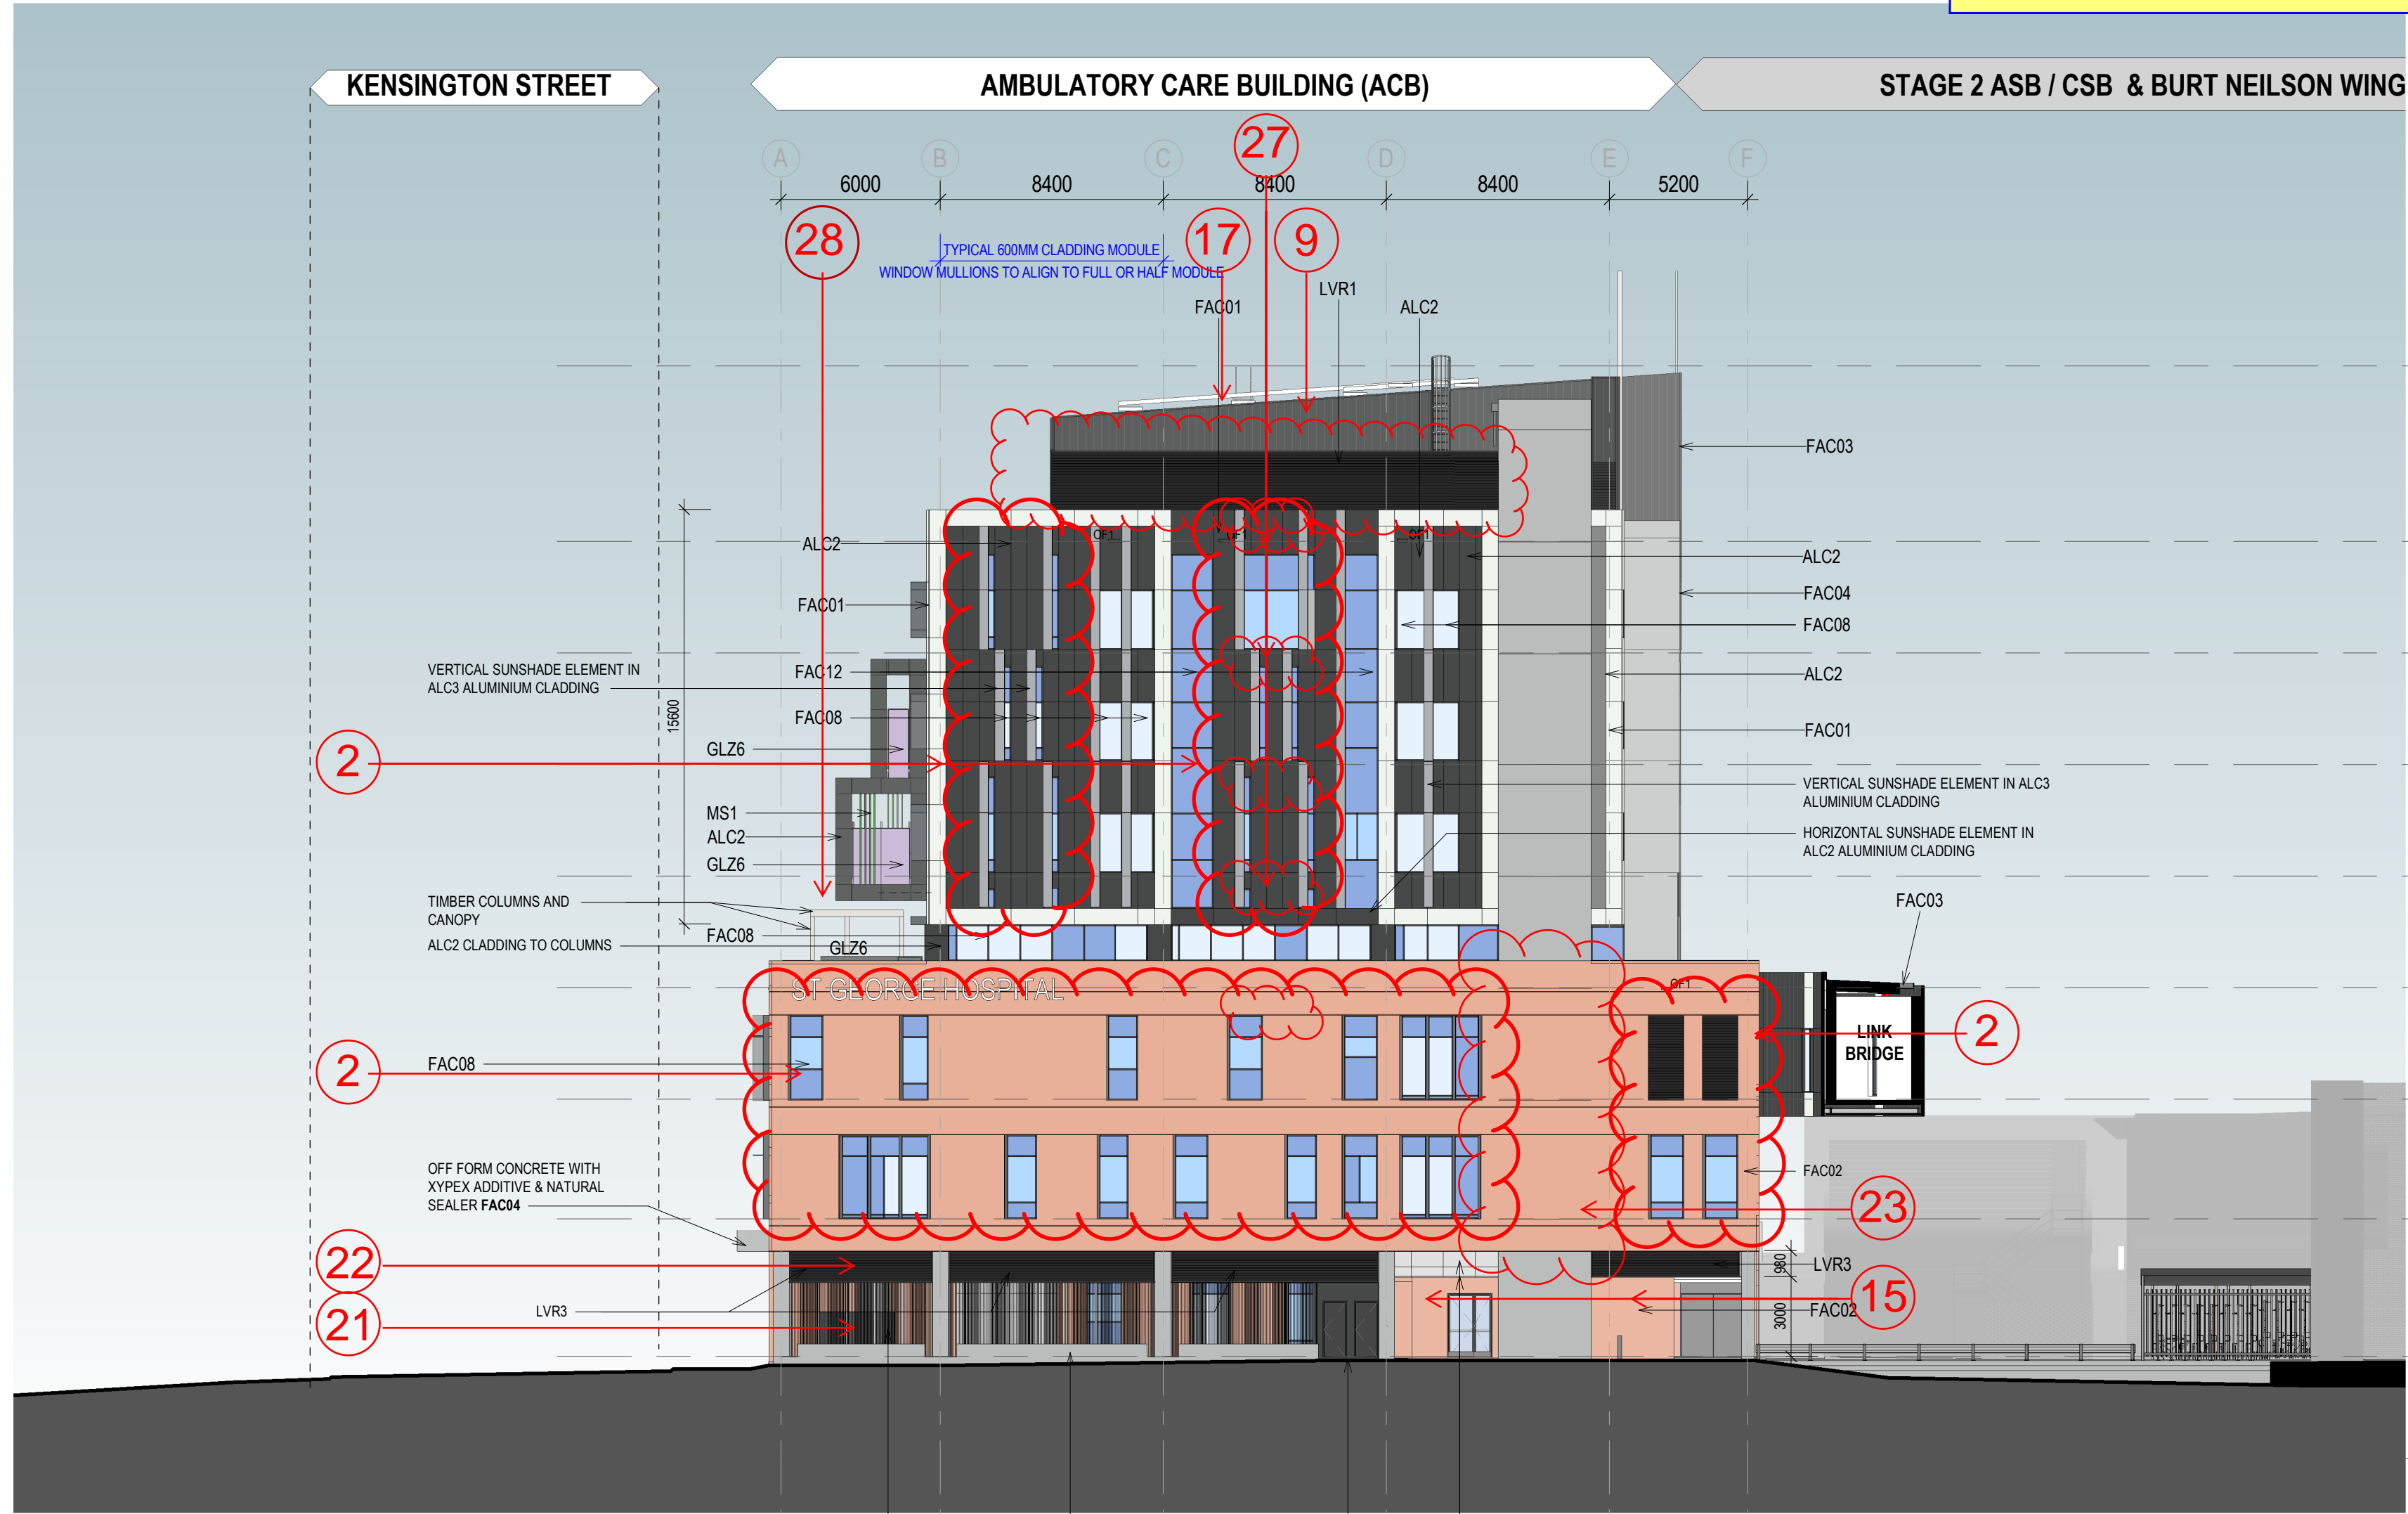 KENSINGTON STREET
AMBULATORY CARE BUILDING (ACB)
STAGE 2 ASB / CSB & BURT NEILSON WING
27
A
B
C
D
E
F
6000
8400
8400
8400
5200
28
17
9
TYPICAL 600MM CLADDING MODULE
WINDOW MULLIONS TO ALIGN TO FULL OR HALF MODULE
FAC01
LVR1
ALC2
FAC03
ALC2
OF1
OF1
OF1
ALC2
FAC01
FAC04
FAC08
VERTICAL SUNSHADE ELEMENT IN
ALC3 ALUMINIUM CLADDING
FAC12
ALC2
15600
FAC08
FAC01
GLZ6
2
VERTICAL SUNSHADE ELEMENT IN ALC3
ALUMINIUM CLADDING
MS1
ALC2
HORIZONTAL SUNSHADE ELEMENT IN
ALC2 ALUMINIUM CLADDING
GLZ6
TIMBER COLUMNS AND
CANOPY
FAC03
FAC08
ALC2 CLADDING TO COLUMNS
GLZ6
ST GEORGE HOSPITAL
OF1
LINK
BRIDGE
2
FAC08
2
OFF FORM CONCRETE WITH
XYPEX ADDITIVE & NATURAL
SEALER FAC04
FAC02
23
22
980
LVR3
15
LVR3
FAC02
3000
21